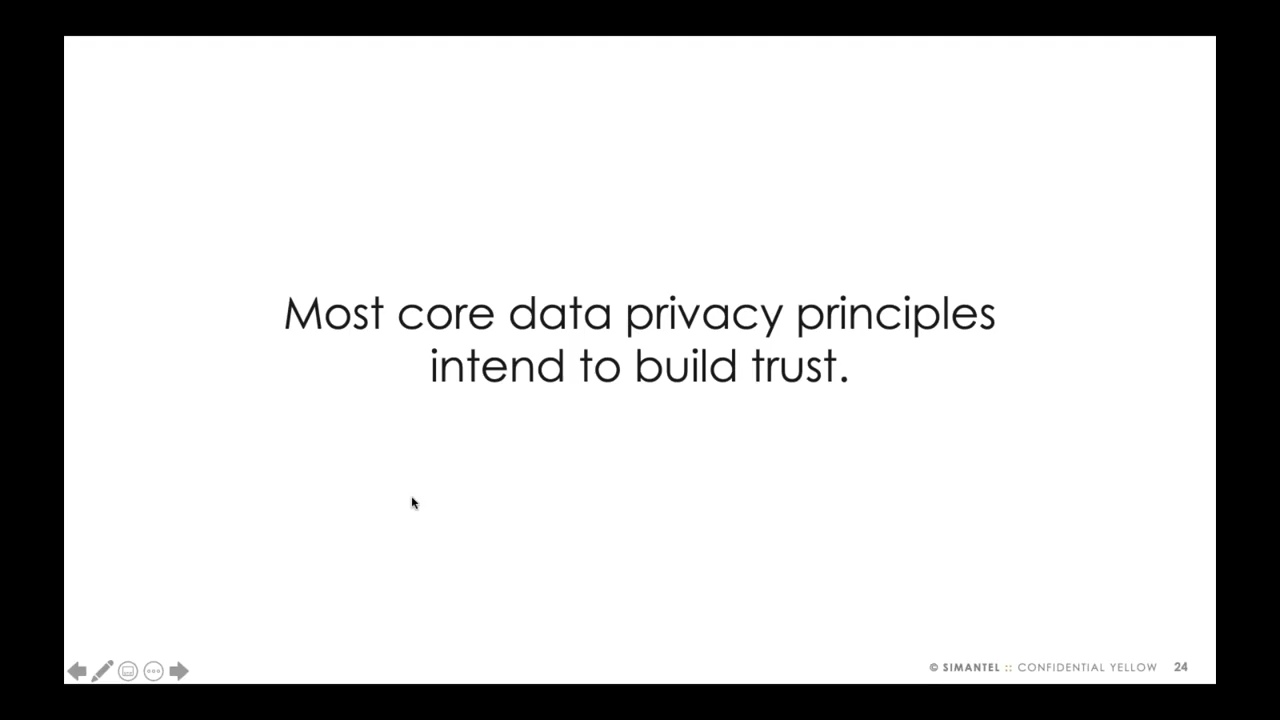 Most core data privacy principles
intend to build trust.
© SIMANTEL :: CONFIDENTIAL YELLOW 24